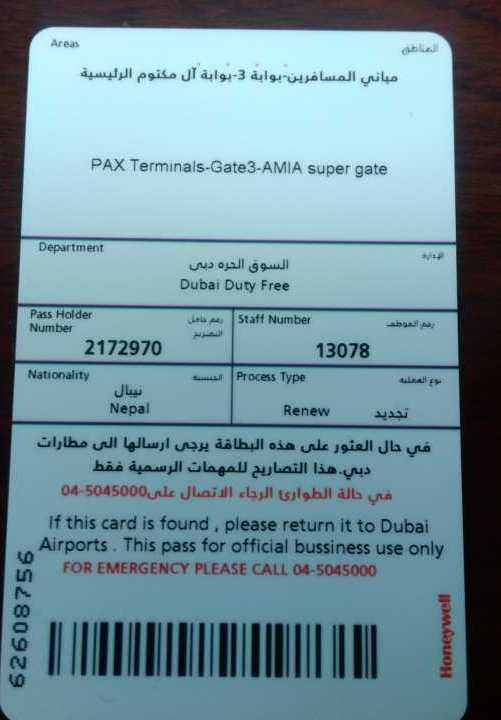 Areas المناطق
مباني المسافرين-بوابة 3-بوابة آل مكتوم الرئيسية
PAX Terminals-Gate3-AMIA super gate
Department الإدارة
السوق الحره دبى
Dubai Duty Free
Pass Holder Number رقم حامل التصريح
2172970
Staff Number رقم الموظف
13078
Nationality الجنسية
نيبال
Nepal
Process Type نوع العملية
Renew تجديد
في حال العثور على هذه البطاقة يرجى ارسالها الى مطارات
دبي.هذا التصاريح للمهمات الرسمية فقط
في حالة الطوارئ الرجاء الاتصال على04-5045000
If this card is found , please return it to Dubai
Airports . This pass for official bussiness use only
FOR EMERGENCY PLEASE CALL 04-5045000
62608756
Honeywell